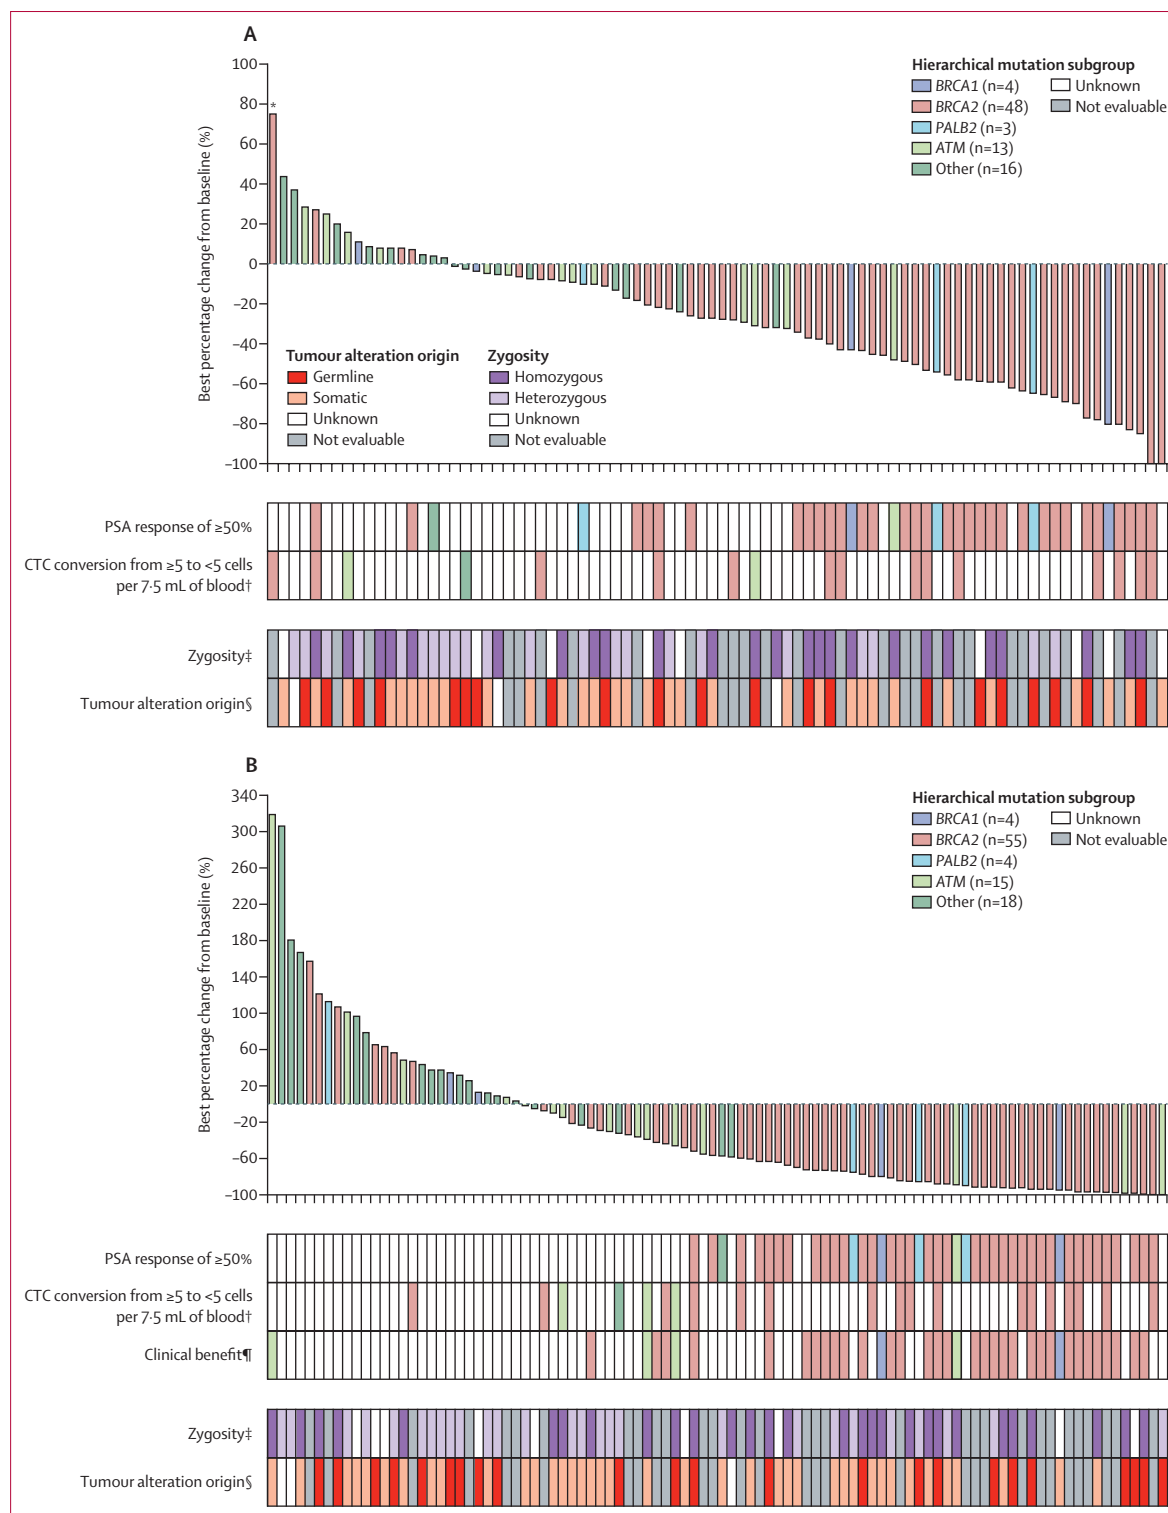 A
100
80
60
40
20
0
−20
−40
−60
−80
−100
Best percentage change from baseline (%)
*
Hierarchical mutation subgroup
BRCA1 (n=4)
BRCA2 (n=48)
PALB2 (n=3)
ATM (n=13)
Other (n=16)
Unknown
Not evaluable
Tumour alteration origin
Germline
Somatic
Unknown
Not evaluable
Zygosity
Homozygous
Heterozygous
Unknown
Not evaluable
PSA response of ≥50%
CTC conversion from ≥5 to <5 cells
per 7·5 mL of blood†
Zygosity‡
Tumour alteration origin§
B
340
300
260
220
180
140
100
60
20
−20
−60
−100
Best percentage change from baseline (%)
Hierarchical mutation subgroup
BRCA1 (n=4)
BRCA2 (n=55)
PALB2 (n=4)
ATM (n=15)
Other (n=18)
Unknown
Not evaluable
PSA response of ≥50%
CTC conversion from ≥5 to <5 cells
per 7·5 mL of blood†
Clinical benefit¶
Zygosity‡
Tumour alteration origin§